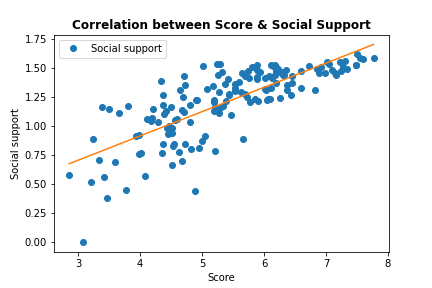 Correlation between Score & Social Support
Social support
1.75
1.50
1.25
1.00
0.75
0.50
0.25
0.00
Social support
3 4 5 6 7 8
Score